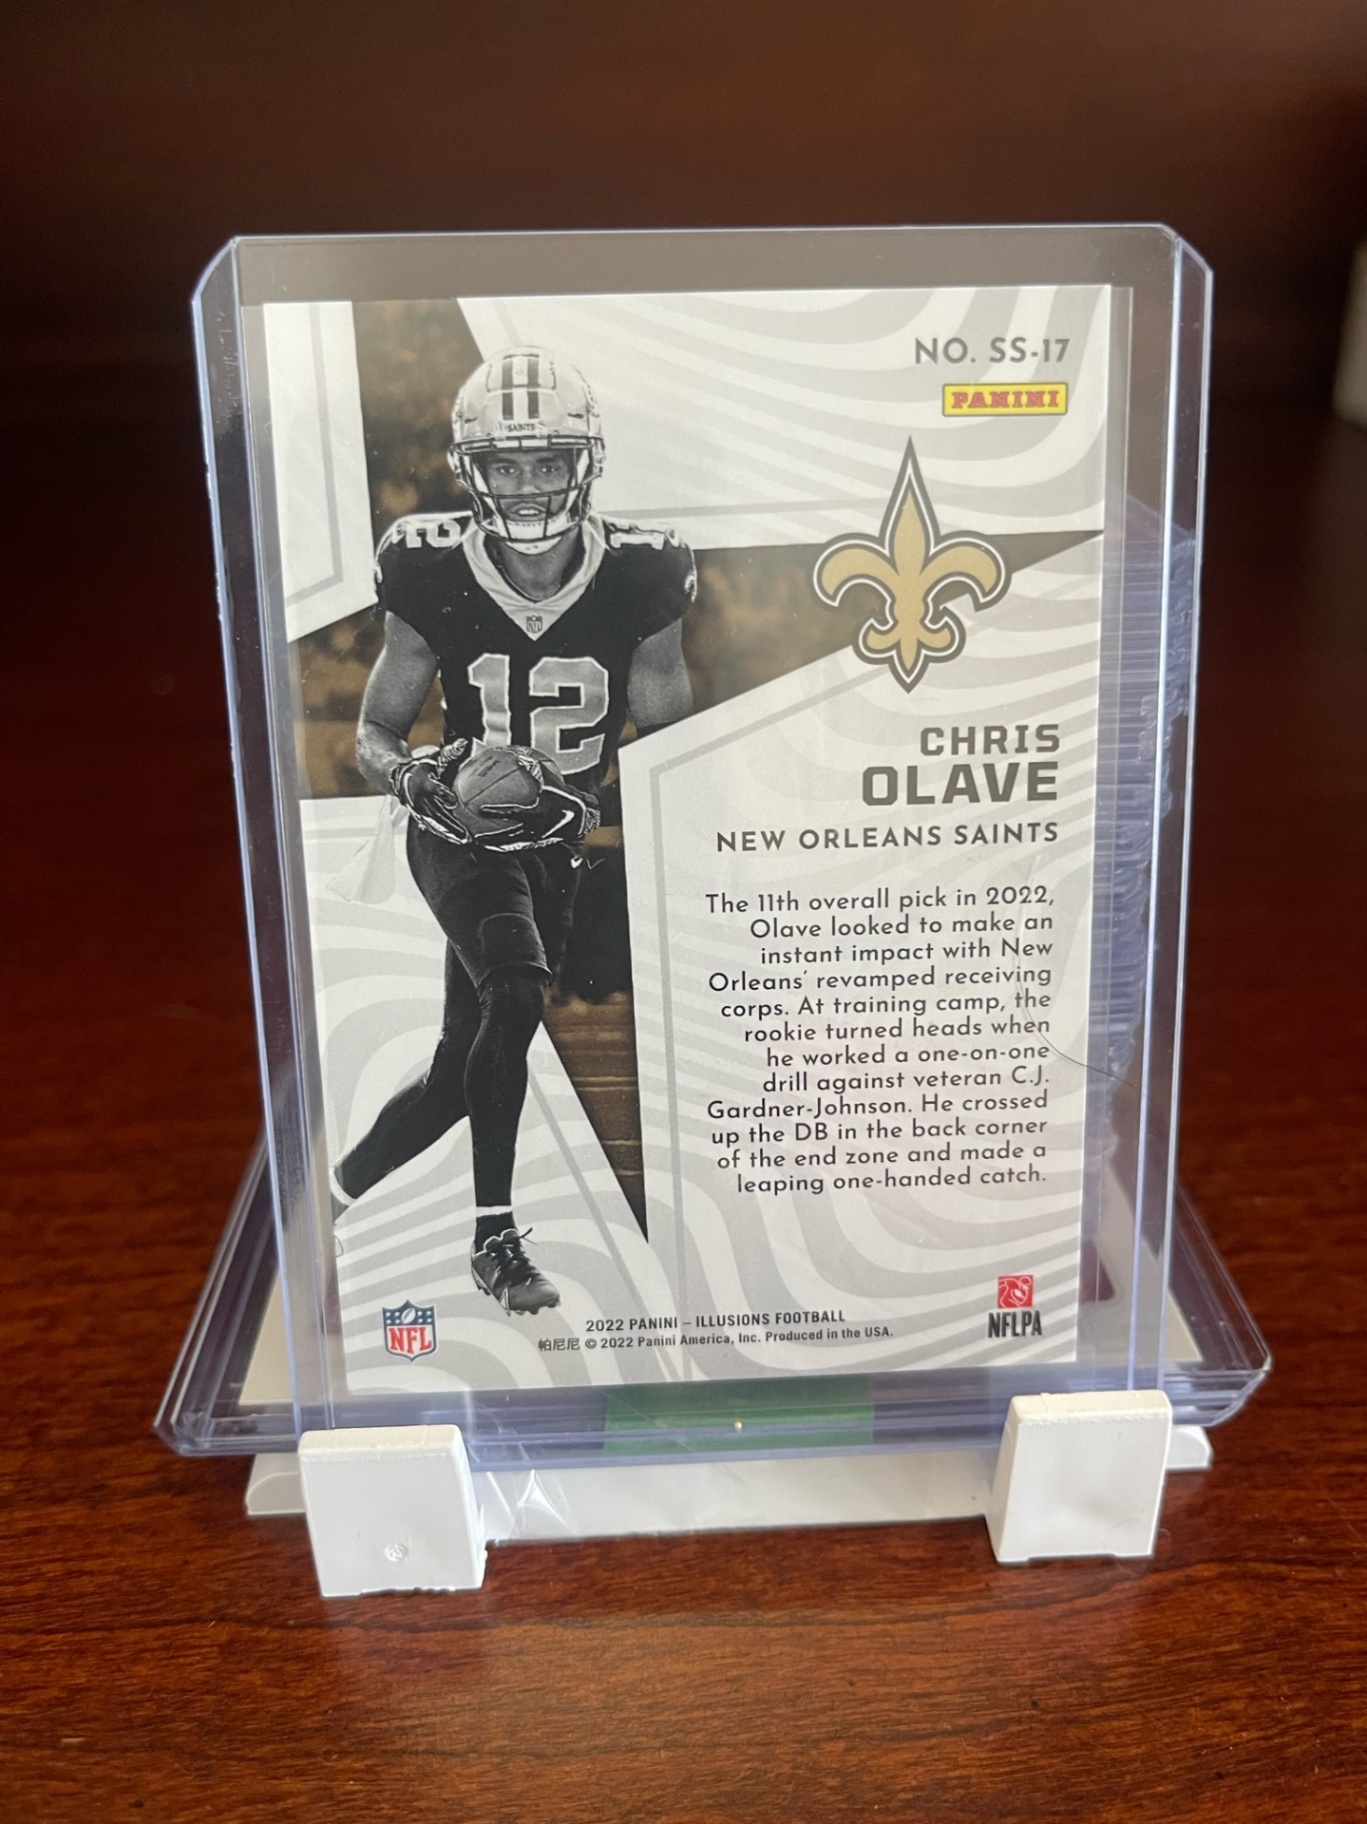 NO. SS-17
PANINI
SAINTS
12
12
12
CHRIS
OLAVE
NEW ORLEANS SAINTS
The 11th overall pick in 2022,
Olave looked to make an
instant impact with New
Orleans' revamped receiving
corps. At training camp, the
rookie turned heads when
he worked a one-on-one
drill against veteran C.J.
Gardner-Johnson. He crossed
up the DB in the back corner
of the end zone and made a
leaping one-handed catch.
NFL
2022 PANINI – ILLUSIONS FOOTBALL
帕尼尼 © 2022 Panini America, Inc. Produced in the USA.
NFLPA